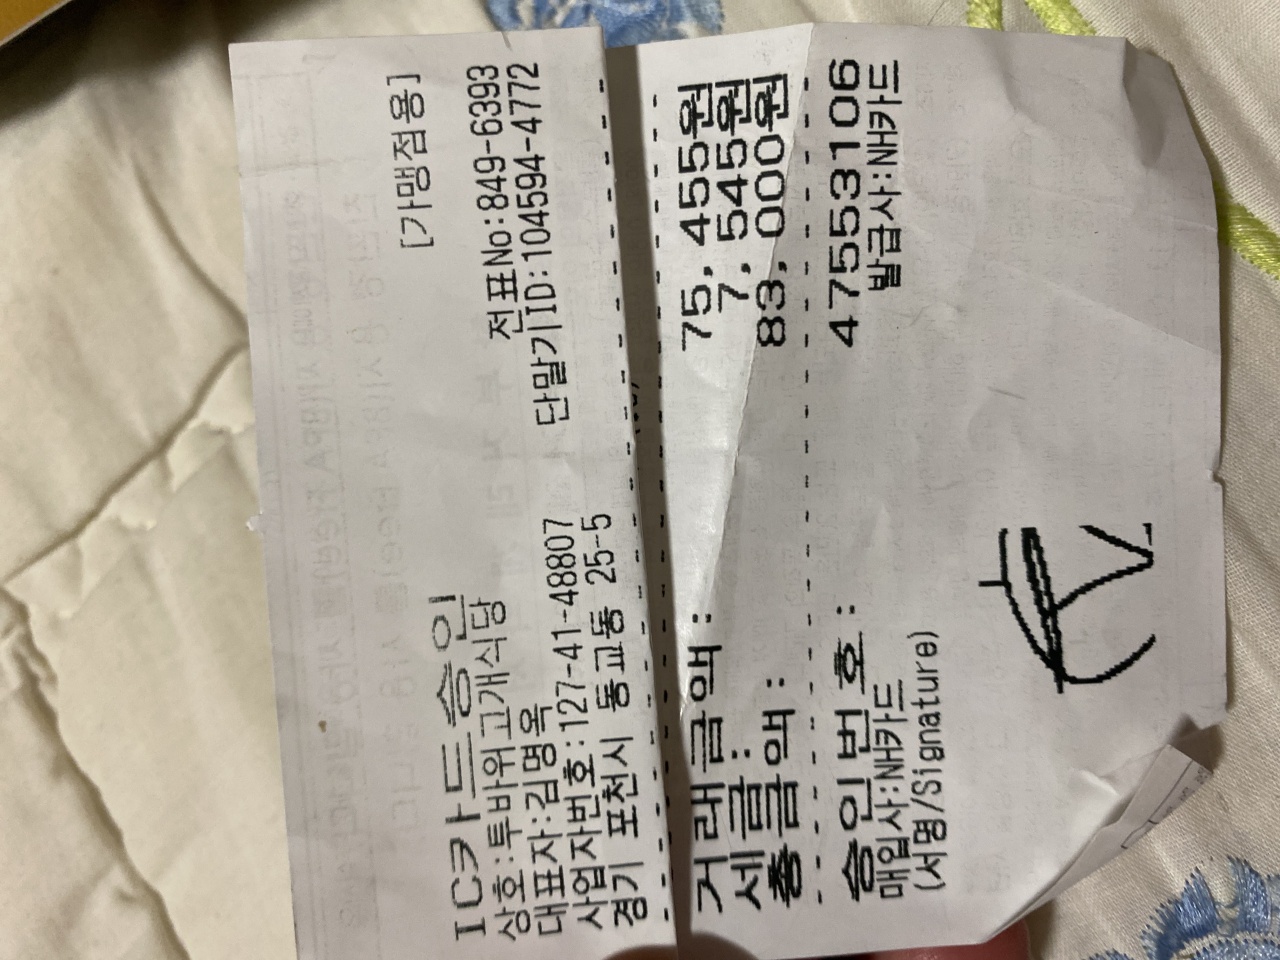 [가맹점용]
IC카드승인
상호:투바위고개식당 전표No:849-6393
대표자:김명옥 단말기ID:104594-4772
사업자번호:127-41-48807
경기 포천시 동교동 25-5
거래금액: 75,455원
세금: 7,545원
총금액: 83,000원
승인번호: 47553106
매입사:NH카드 발급사:NH카드
(서명/Signature)